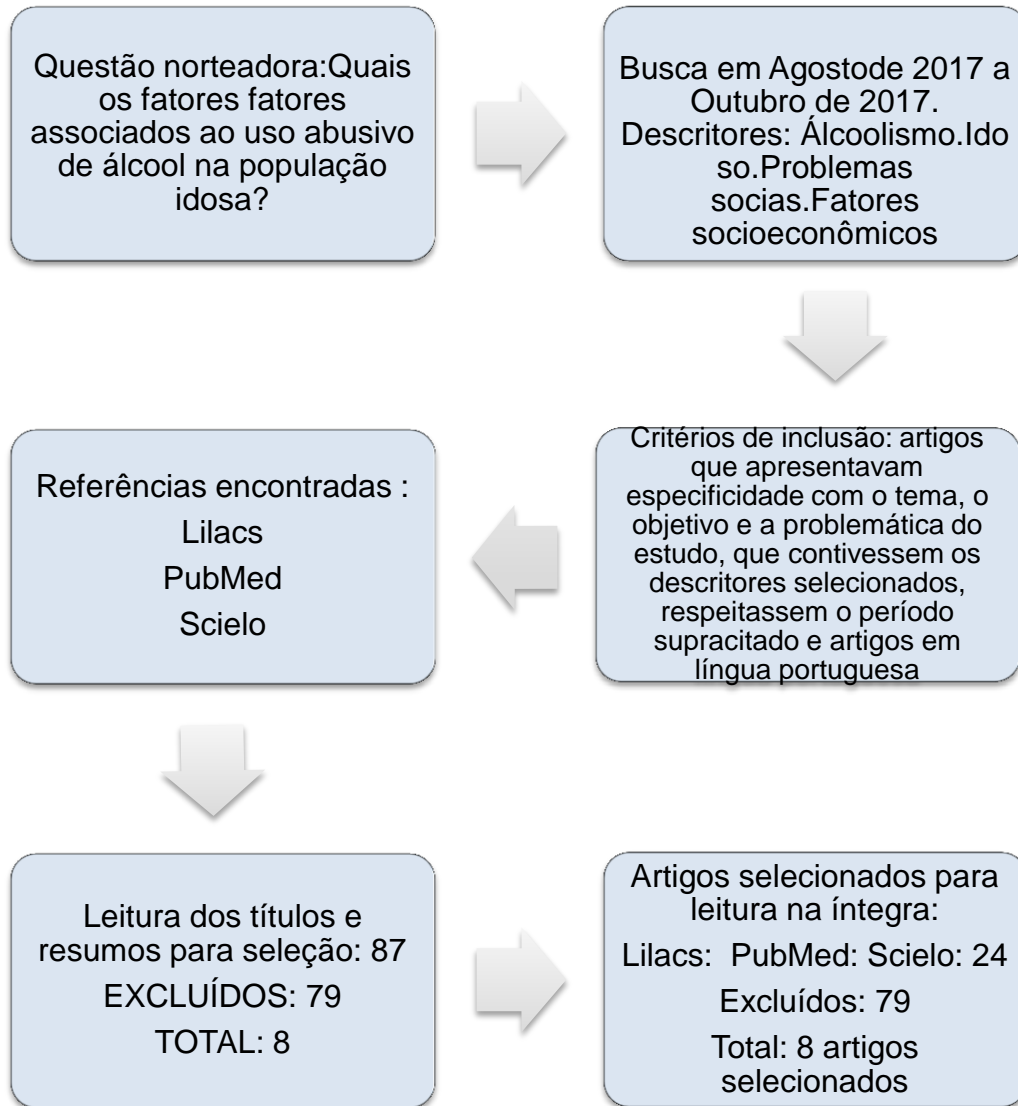 Questão norteadora:Quais
os fatores fatores
associados ao uso abusivo
de álcool na população
idosa?
Busca em Agostode 2017 a
Outubro de 2017.
Descritores: Álcoolismo.Ido
so.Problemas
socias.Fatores
socioeconômicos
Critérios de inclusão: artigos
que apresentavam
especificidade com o tema, o
objetivo e a problemática do
estudo, que contivessem os
descritores selecionados,
respeitassem o período
supracitado e artigos em
língua portuguesa
Referências encontradas :
Lilacs
PubMed
Scielo
Leitura dos títulos e
resumos para seleção: 87
EXCLUÍDOS: 79
TOTAL: 8
Artigos selecionados para
leitura na íntegra:
Lilacs:  PubMed: Scielo: 24
Excluídos: 79
Total: 8 artigos
selecionados